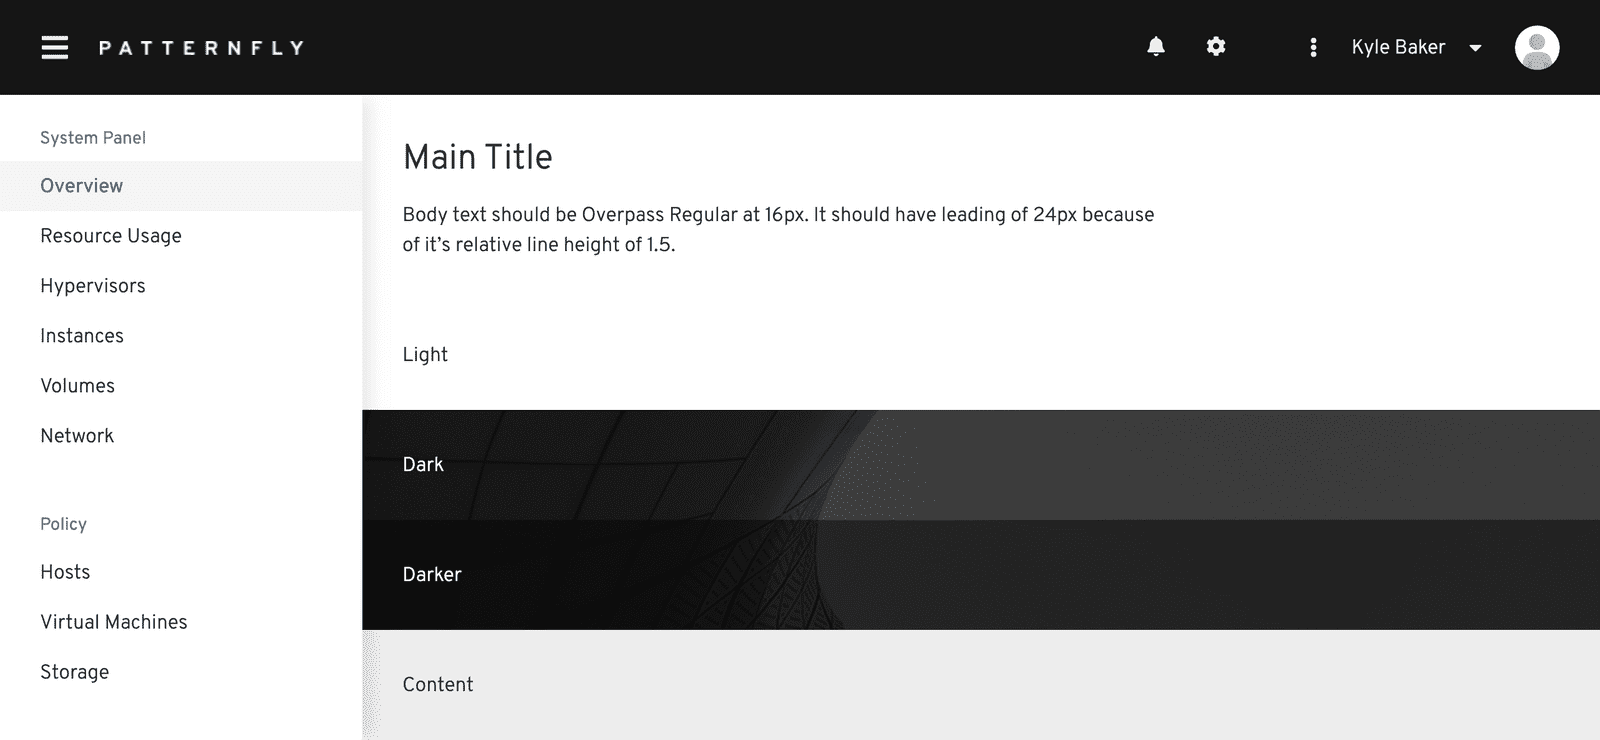 PATTERNFLY
Kyle Baker
System Panel
Overview
Resource Usage
Hypervisors
Instances
Volumes
Network
Policy
Hosts
Virtual Machines
Storage
Main Title
Body text should be Overpass Regular at 16px. It should have leading of 24px because
of it’s relative line height of 1.5.
Light
Dark
Darker
Content